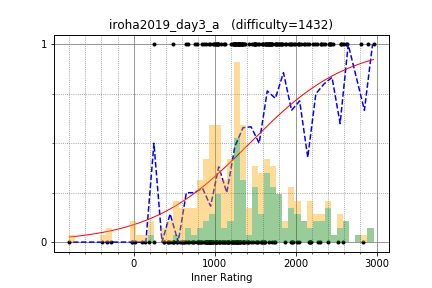 iroha2019_day3_a (difficulty=1432)
1
0
0 1000 2000 3000
Inner Rating